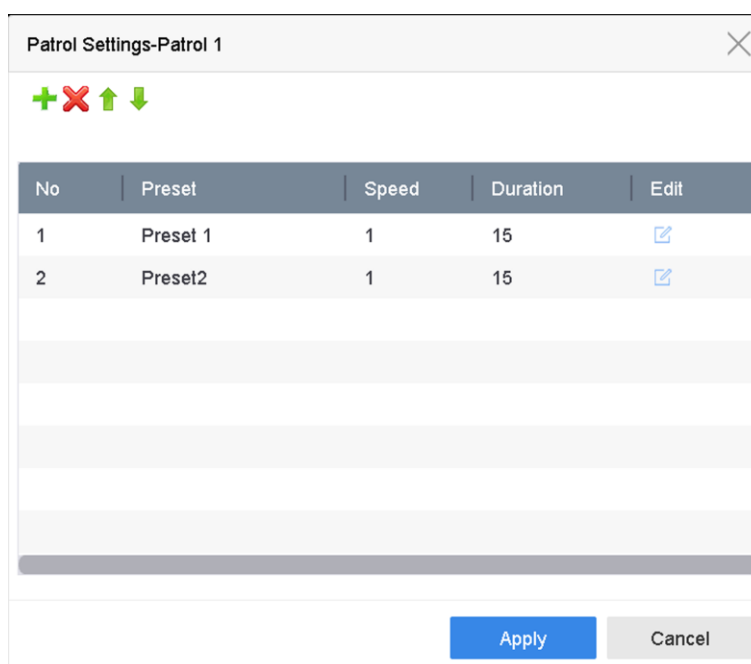 Patrol Settings-Patrol 1
No Preset Speed Duration Edit
1 Preset 1 1 15
2 Preset2 1 15
Apply Cancel